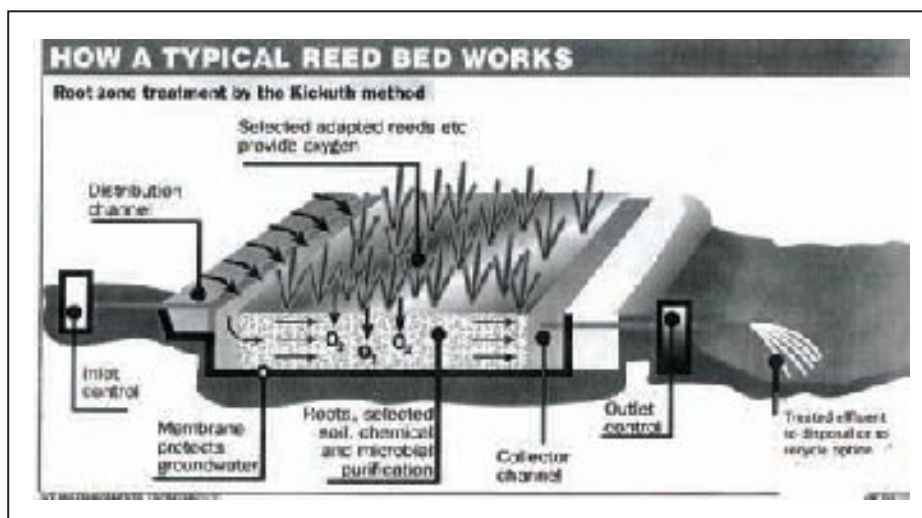 HOW A TYPICAL REED BED WORKS
Root zone treatment by the Kickuth method
Selected adapted reeds etc
provide oxygen
Distribution
channel
O2
O2
O2
Inlet
control
Membrane
protects
groundwater
Roots, selected
soil, chemical
and microbial
purification
Collector
channel
Outlet
control
Treated effluent
to disposal or to
recycle option